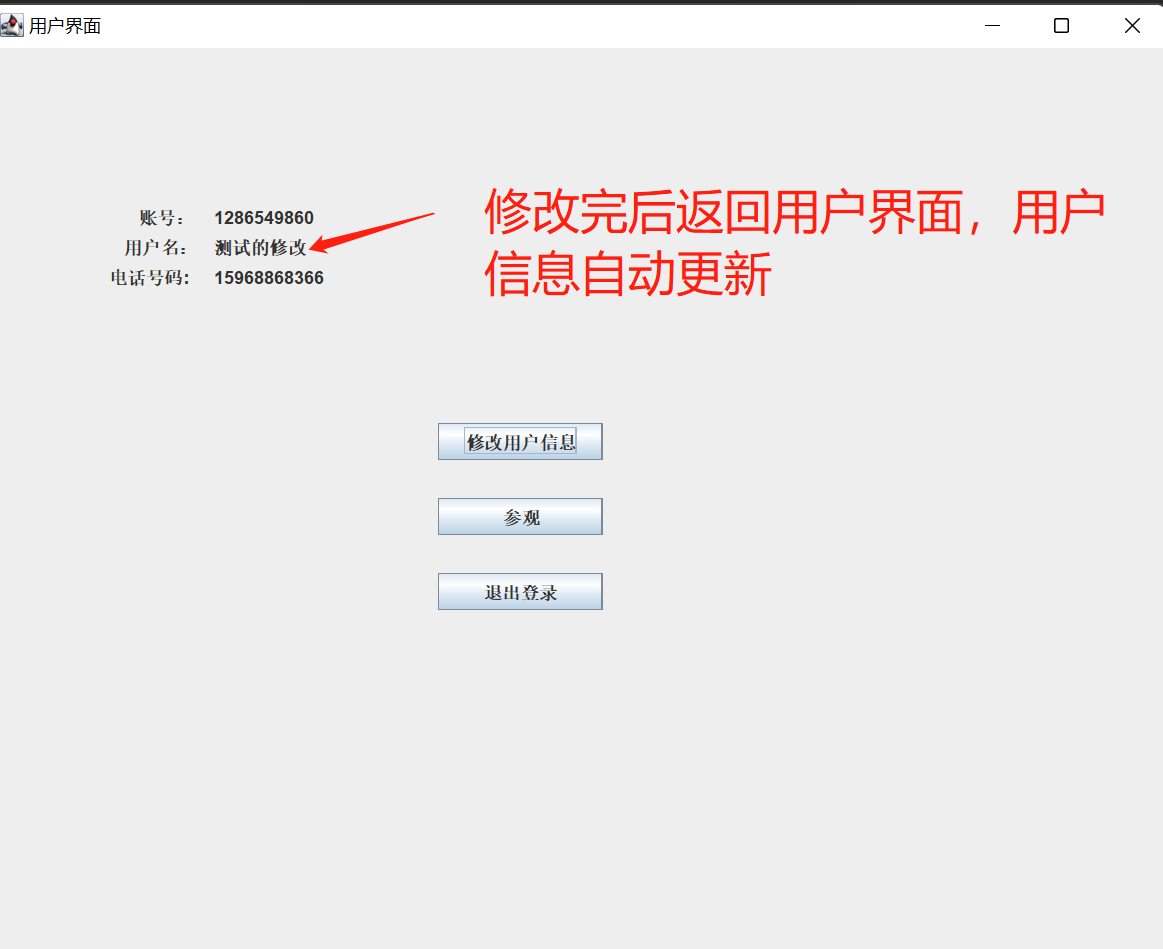 用户界面
账号： 1286549860
用户名： 测试的修改
电话号码： 15968868366
修改完后返回用户界面，用户
信息自动更新
修改用户信息
参观
退出登录